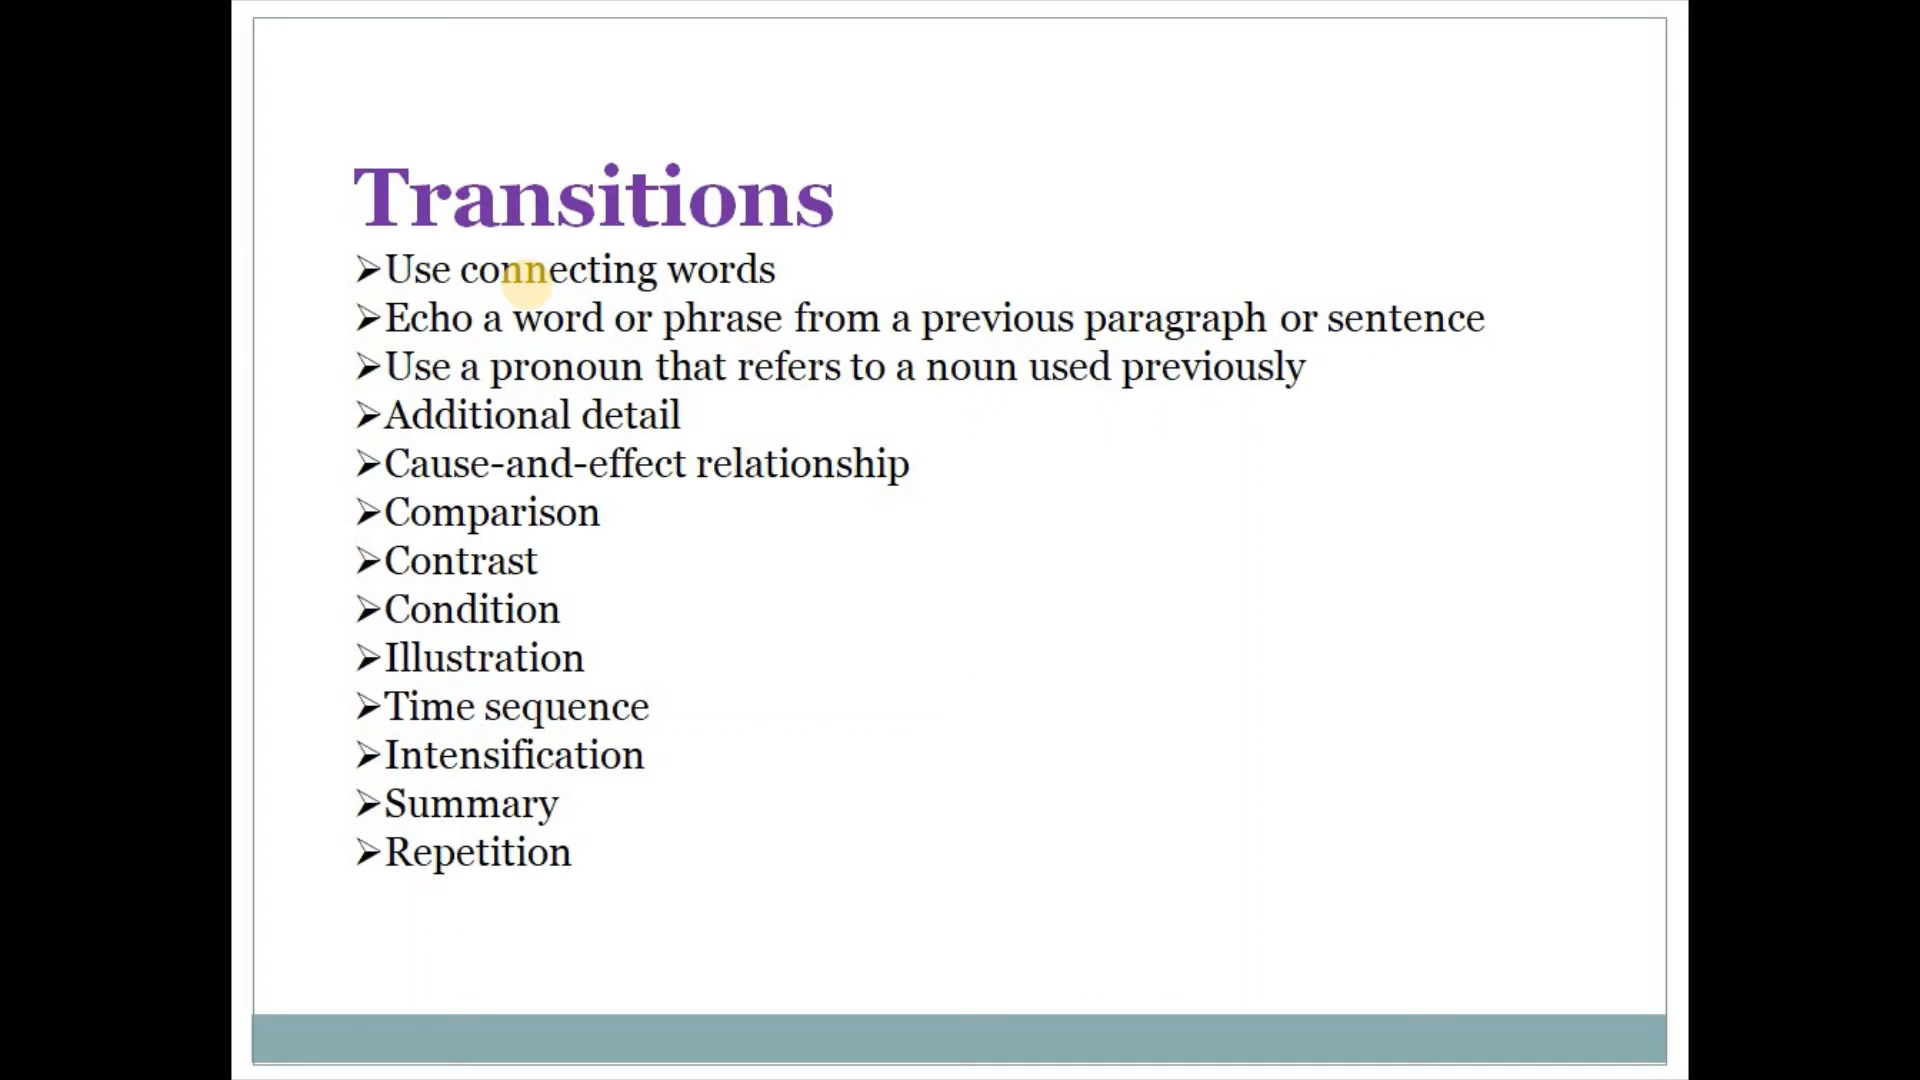 Transitions
➢Use connecting words
➢Echo a word or phrase from a previous paragraph or sentence
➢Use a pronoun that refers to a noun used previously
➢Additional detail
➢Cause-and-effect relationship
➢Comparison
➢Contrast
➢Condition
➢Illustration
➢Time sequence
➢Intensification
➢Summary
➢Repetition